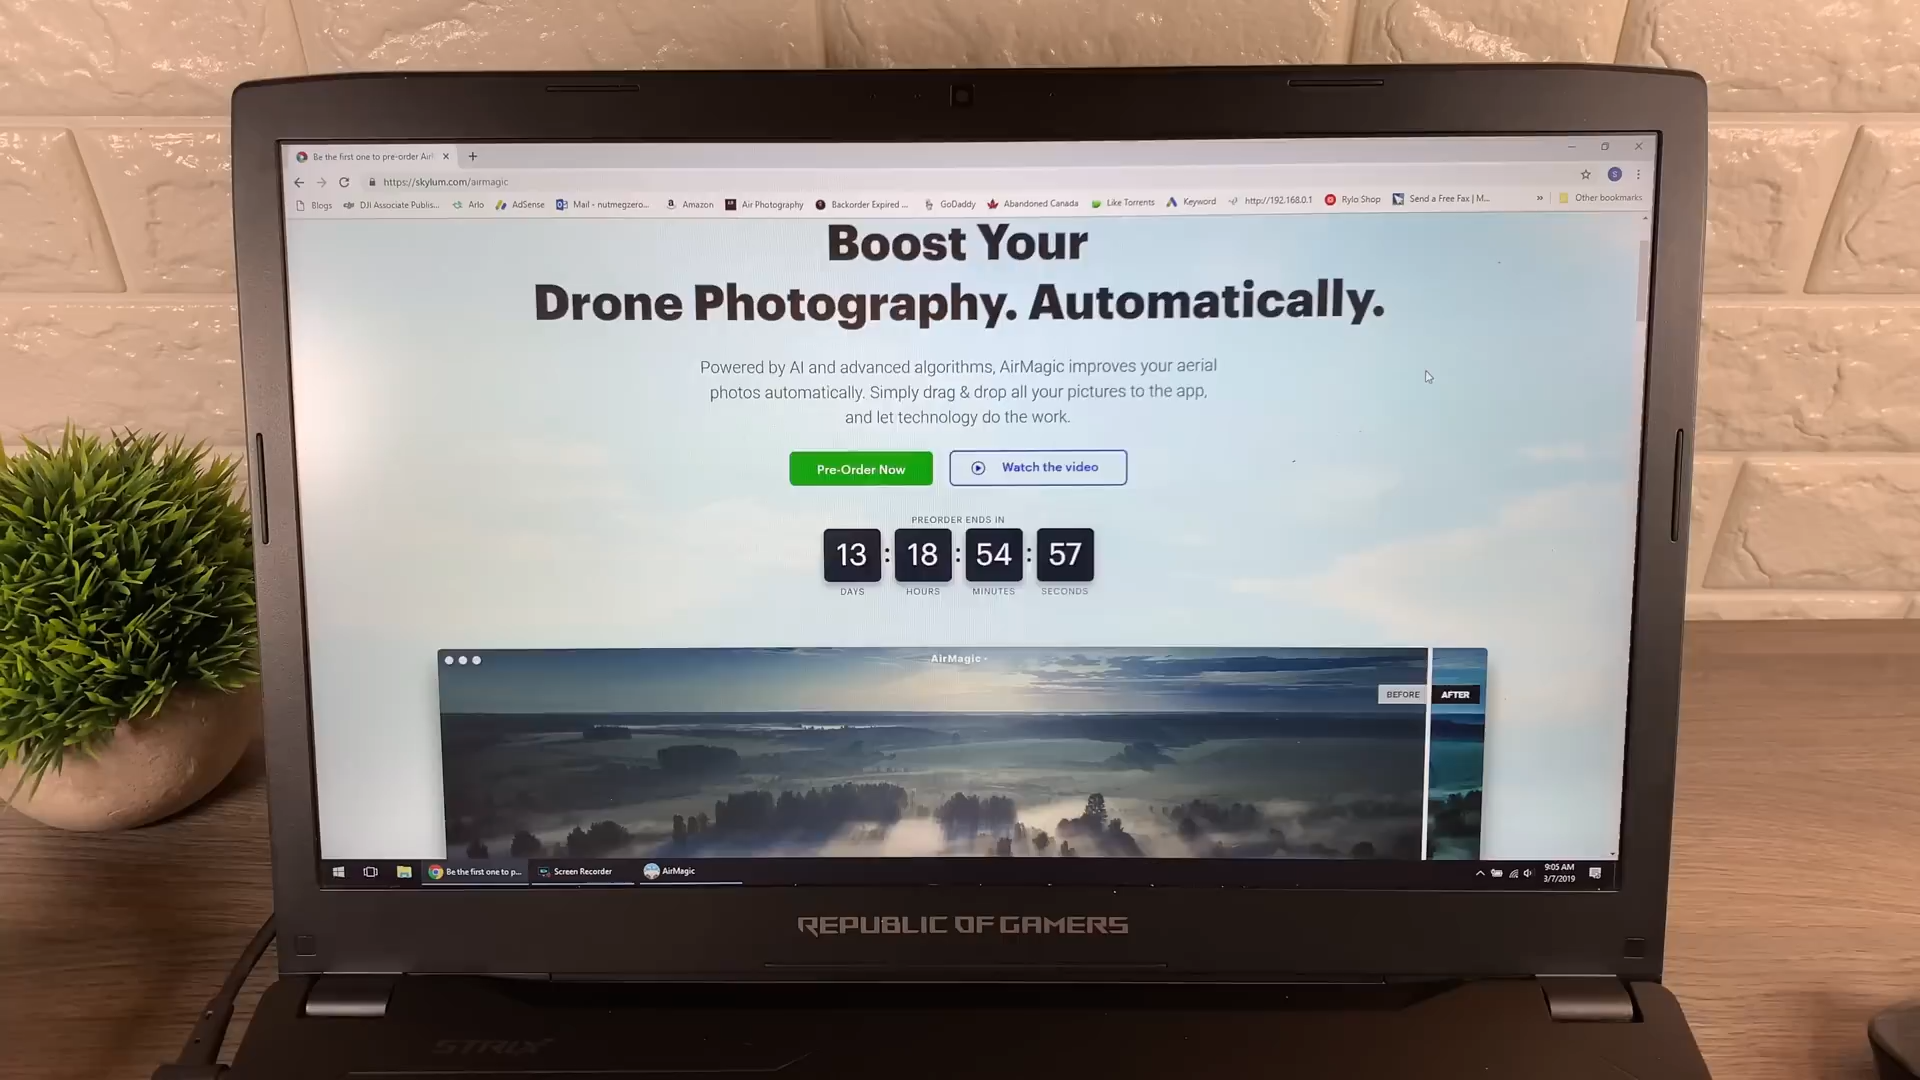 Be the first one to pre-order Air
https://skylum.com/airmagic
Blogs DJI Associate Publis... Arlo AdSense Mail - nutmegzero... Amazon Air Photography Backorder Expired ... GoDaddy Abandoned Canada Like Torrents Keyword http://192.168.0.1 Rylo Shop Send a Free Fax | M... » Other bookmarks
Boost Your
Drone Photography. Automatically.
Powered by AI and advanced algorithms, AirMagic improves your aerial
photos automatically. Simply drag & drop all your pictures to the app,
and let technology do the work.
Pre-Order Now Watch the video
PREORDER ENDS IN
13 : 18 : 54 : 57
DAYS HOURS MINUTES SECONDS
AirMagic
BEFORE AFTER
Be the first one to p... Screen Recorder AirMagic
9:05 AM
3/7/2019
REPUBLIC OF GAMERS
STRIX